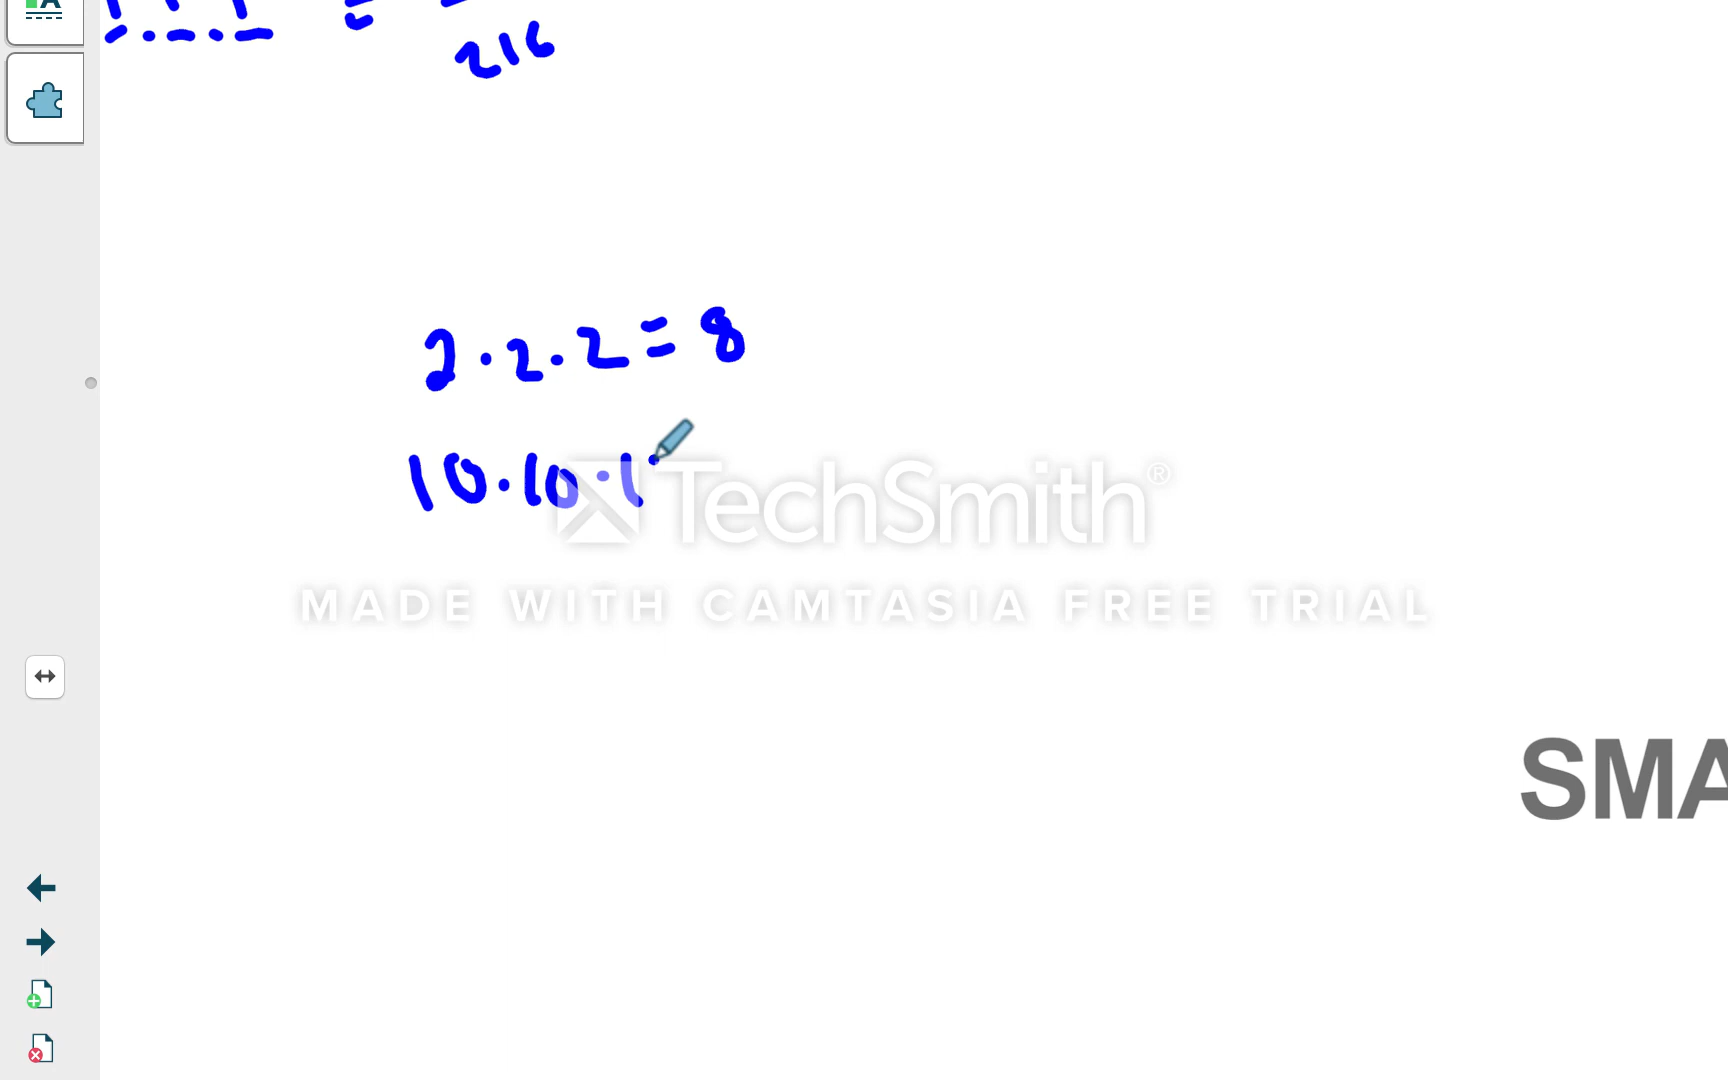 A
216
2·2·2=8
10·10·1
TechSmith®
MADE WITH CAMTASIA FREE TRIAL
SMA